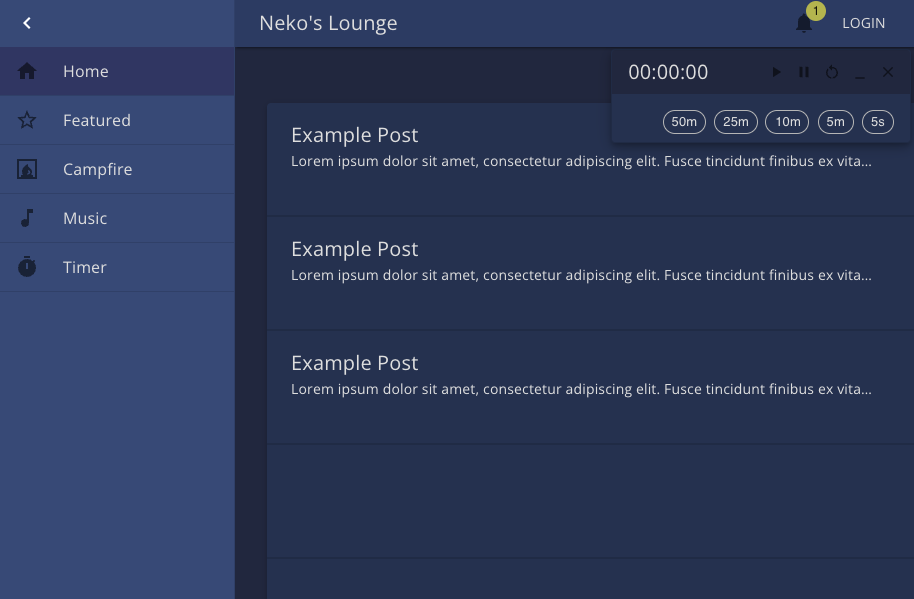 Neko's Lounge
1
LOGIN
Home
Featured
Campfire
Music
Timer
00:00:00
50m 25m 10m 5m 5s
Example Post
Lorem ipsum dolor sit amet, consectetur adipiscing elit. Fusce tincidunt finibus ex vita...
Example Post
Lorem ipsum dolor sit amet, consectetur adipiscing elit. Fusce tincidunt finibus ex vita...
Example Post
Lorem ipsum dolor sit amet, consectetur adipiscing elit. Fusce tincidunt finibus ex vita...